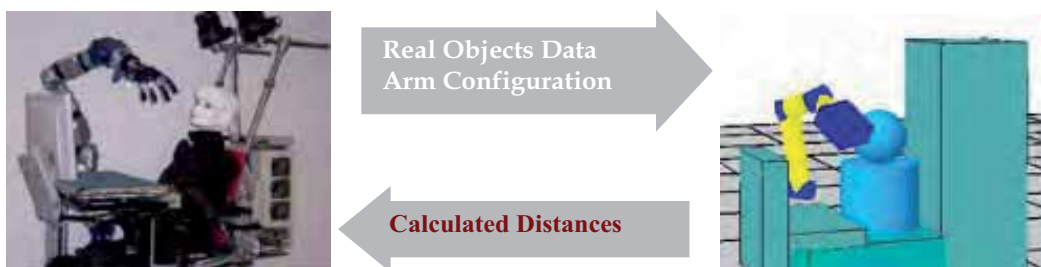 Real Objects Data
Arm Configuration
Calculated Distances